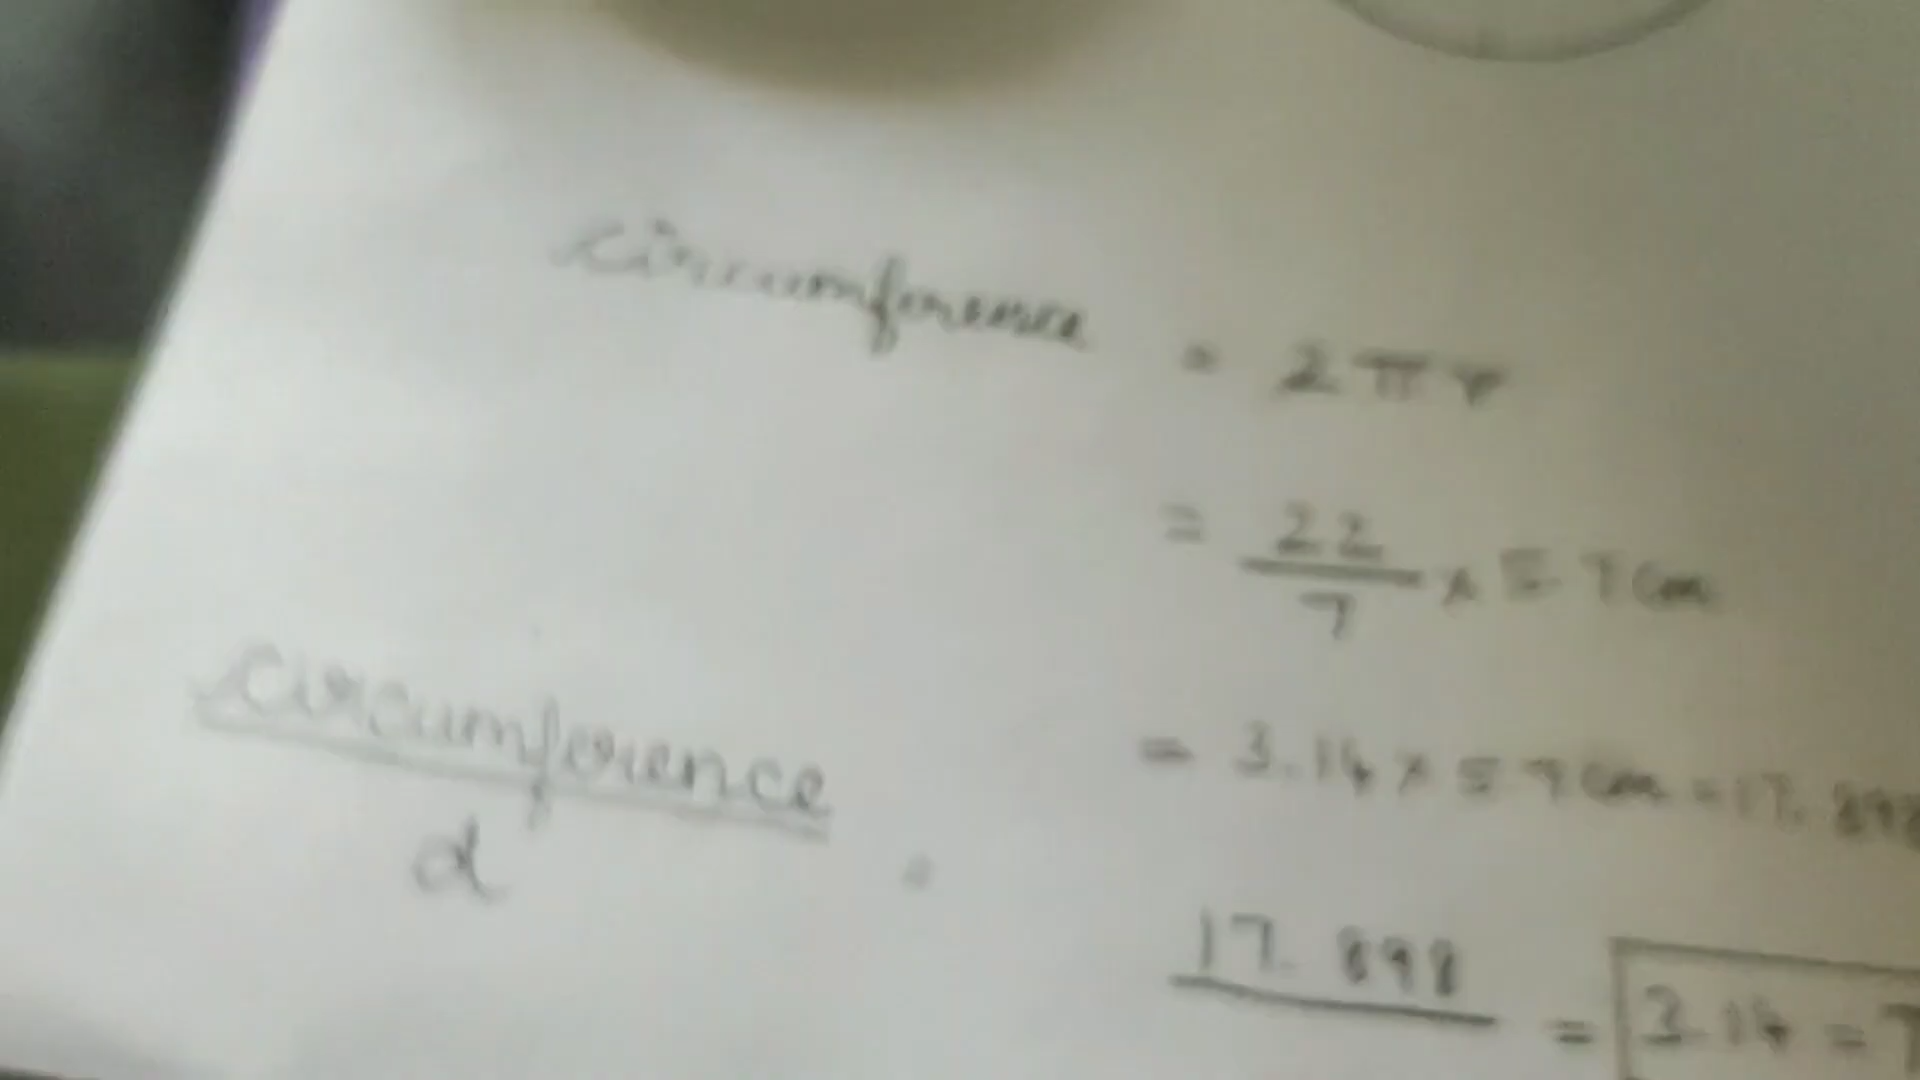 circumference = 2πr
= 22/7 × 5.7cm
= 3.14 × 5.7cm = 17.898
circumference/d =
17.898 = 3.14 = π